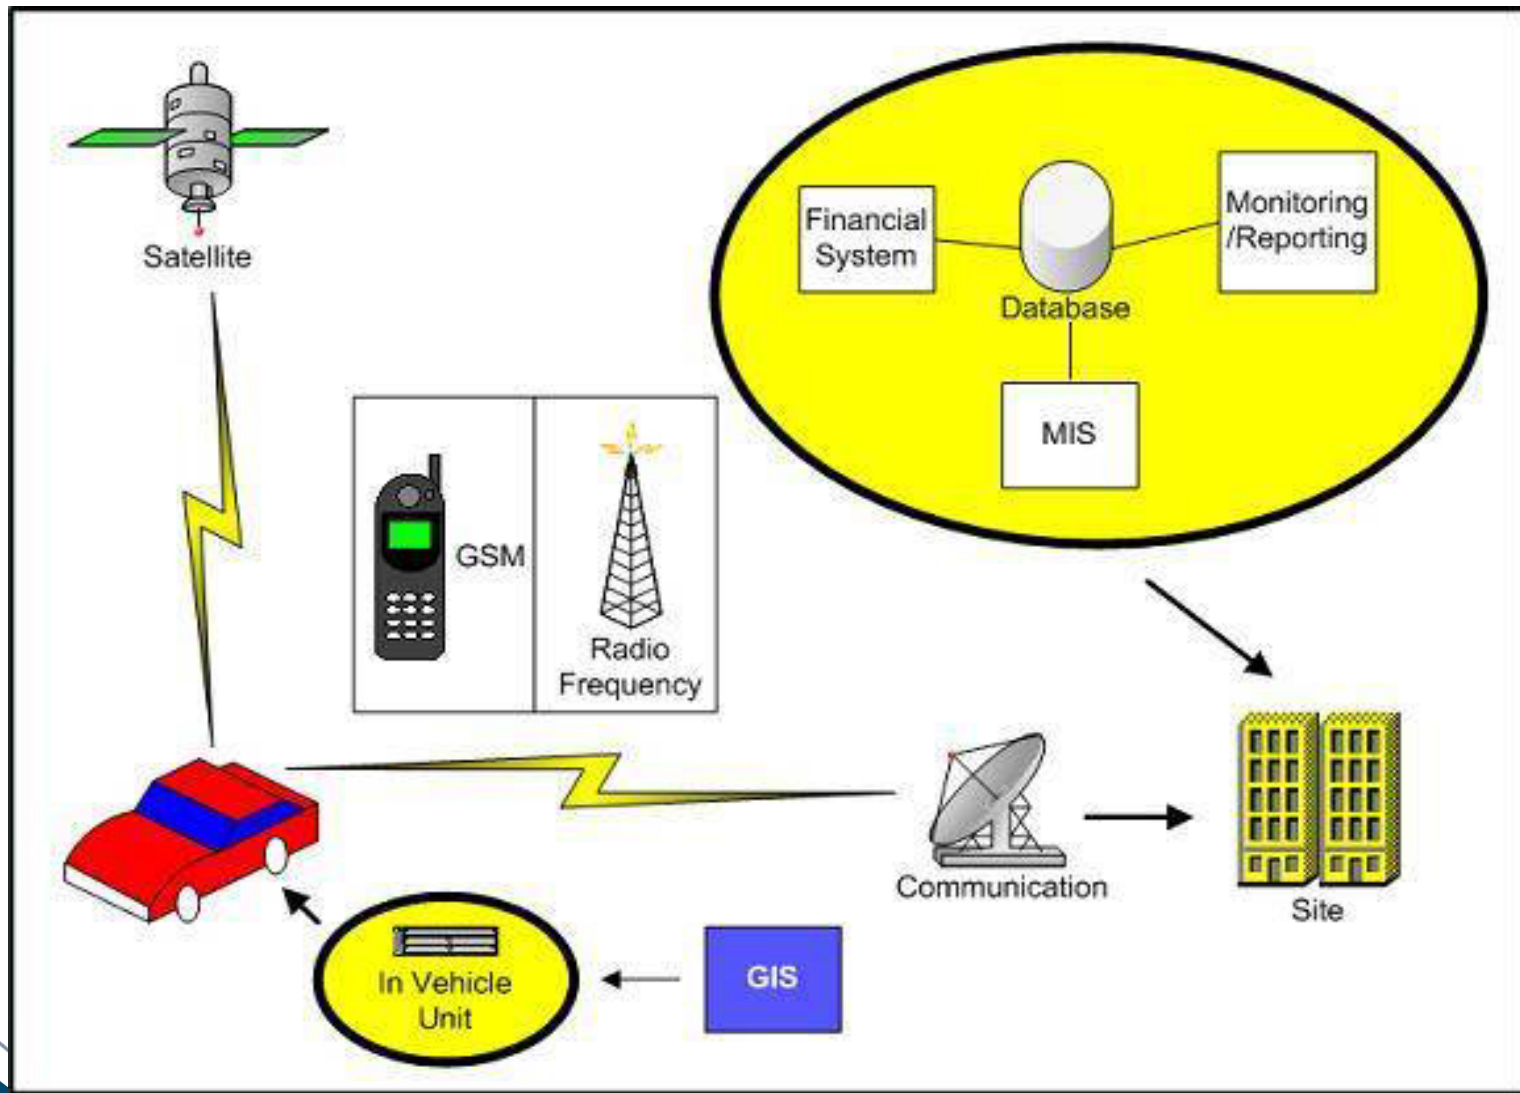 Satellite
Financial
System
Database
Monitoring
/Reporting
MIS
GSM
Radio
Frequency
Communication
Site
In Vehicle
Unit
GIS